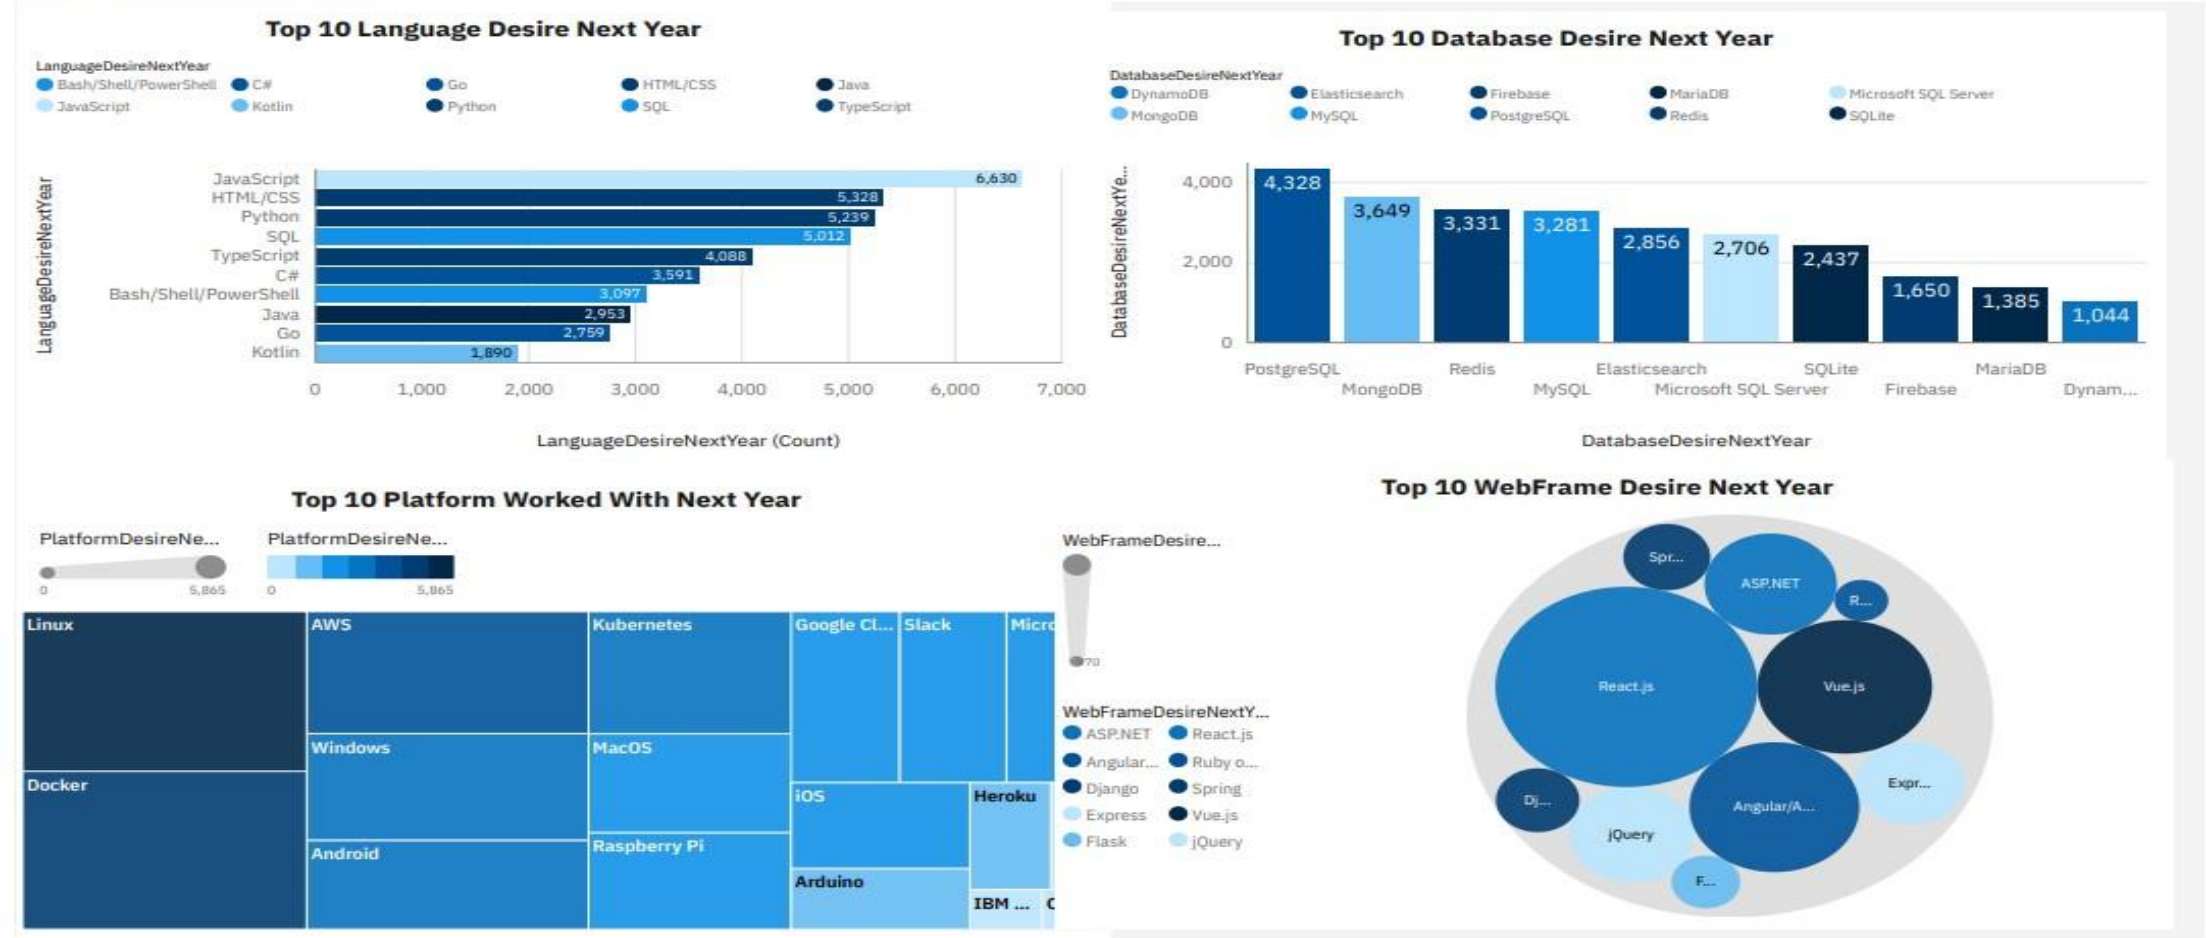 Top 10 Language Desire Next Year
LanguageDesireNextYear
Bash/Shell/PowerShell C# Go HTML/CSS Java
JavaScript Kotlin Python SQL TypeScript
LanguageDesireNextYear
JavaScript 6,630
HTML/CSS 5,328
Python 5,239
SQL 5,012
TypeScript 4,088
C# 3,591
Bash/Shell/PowerShell 3,097
Java 2,953
Go 2,759
Kotlin 1,890
0 1,000 2,000 3,000 4,000 5,000 6,000 7,000
LanguageDesireNextYear (Count)
Top 10 Database Desire Next Year
DatabaseDesireNextYear
DynamoDB Elasticsearch Firebase MariaDB Microsoft SQL Server
MongoDB MySQL PostgreSQL Redis SQLite
DatabaseDesireNextYe...
4,000
2,000
0
4,328 3,649 3,331 3,281 2,856 2,706 2,437 1,650 1,385 1,044
PostgreSQL Redis Elasticsearch SQLite MariaDB
MongoDB MySQL Microsoft SQL Server Firebase Dynam...
DatabaseDesireNextYear
Top 10 Platform Worked With Next Year
PlatformDesireNe... PlatformDesireNe...
0 5,865 0 5,865
Linux AWS Kubernetes Google Cl... Slack Micro
Windows MacOS
Docker iOS Heroku
Android Raspberry Pi
Arduino
IBM ... C
Top 10 WebFrame Desire Next Year
WebFrameDesire...
70
WebFrameDesireNextY...
ASP.NET React.js
Angular... Ruby o...
Django Spring
Express Vue.js
Flask jQuery
Spr...
ASP.NET
R...
React.js Vue.js
Expr...
Dj... Angular/A...
jQuery
F...